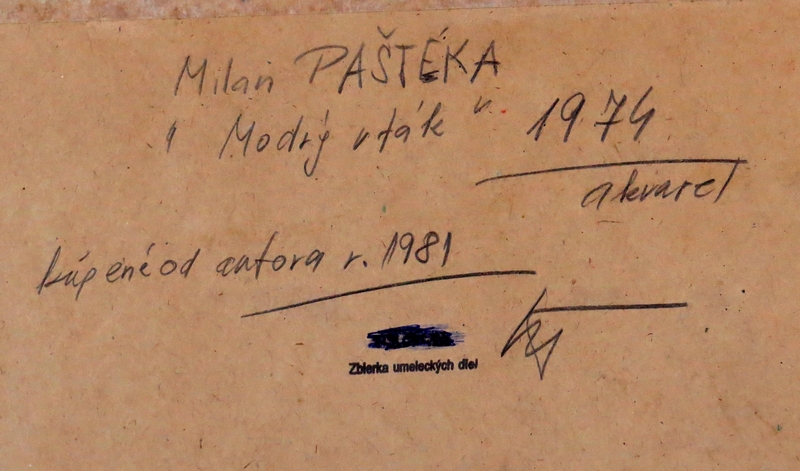 Milan PAŠTÉKA
" Modrý vták " 1974
akvarel
kúpené od autora r. 1981
Zbierka umeleckých diel